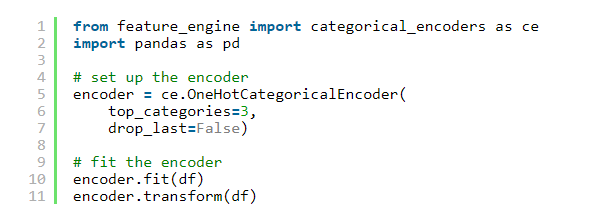 1 from feature_engine import categorical_encoders as ce
2 import pandas as pd
3
4 # set up the encoder
5 encoder = ce.OneHotCategoricalEncoder(
6     top_categories=3,
7     drop_last=False)
8
9 # fit the encoder
10 encoder.fit(df)
11 encoder.transform(df)